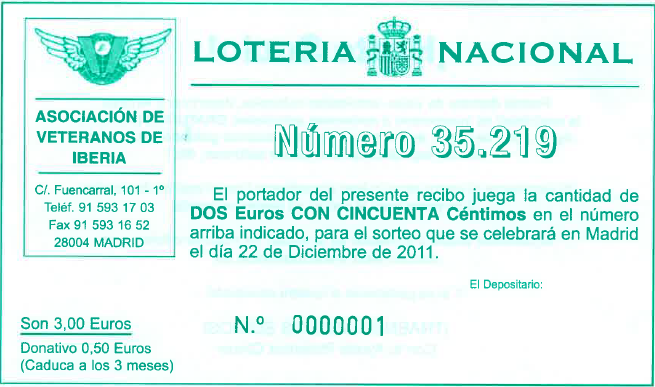 LOTERIA NACIONAL
ASOCIACIÓN DE
VETERANOS DE
IBERIA
C/. Fuencarral, 101 - 1º
Teléf. 91 593 17 03
Fax 91 593 16 52
28004 MADRID
Número 35.219
El portador del presente recibo juega la cantidad de
DOS Euros CON CINCUENTA Céntimos en el número
arriba indicado, para el sorteo que se celebrará en Madrid
el día 22 de Diciembre de 2011.
El Depositario:
Son 3,00 Euros
Donativo 0,50 Euros
(Caduca a los 3 meses)
N.º 0000001